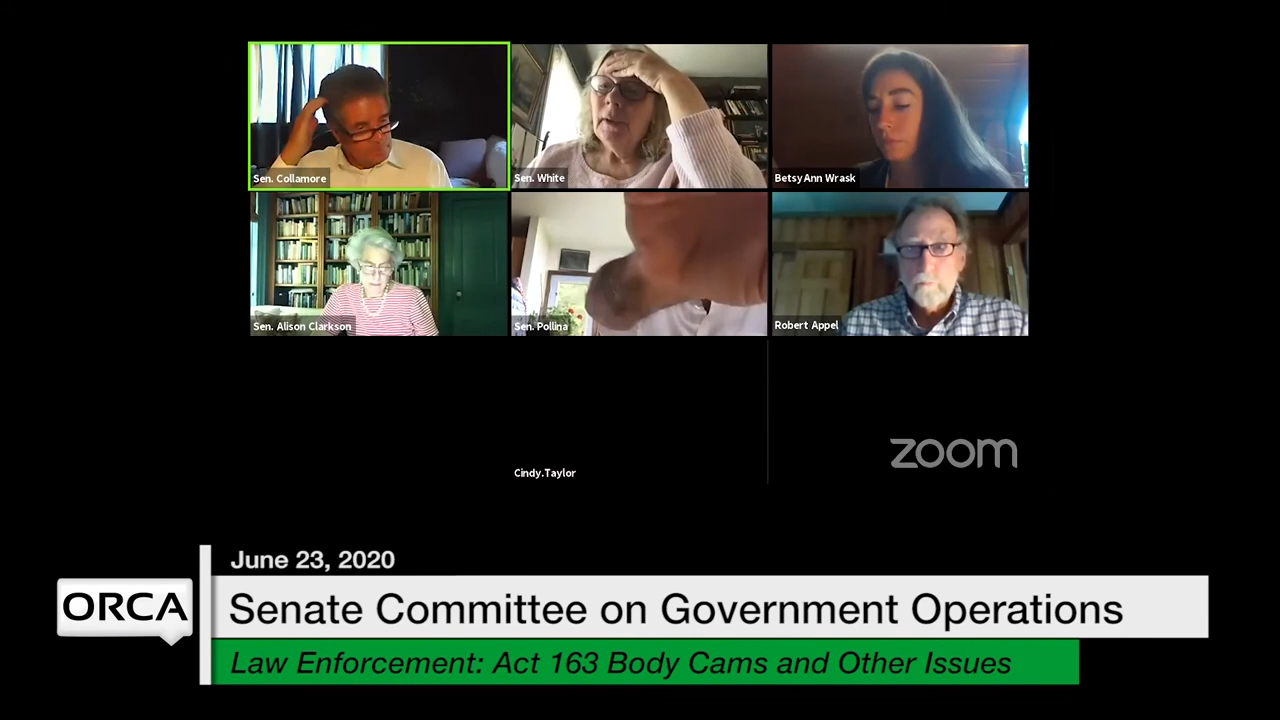 Sen. Collamore
Sen. White
BetsyAnn Wrask
Sen. Alison Clarkson
Sen. Pollina
Robert Appel
Cindy.Taylor
zoom
June 23, 2020
ORCA
Senate Committee on Government Operations
Law Enforcement: Act 163 Body Cams and Other Issues